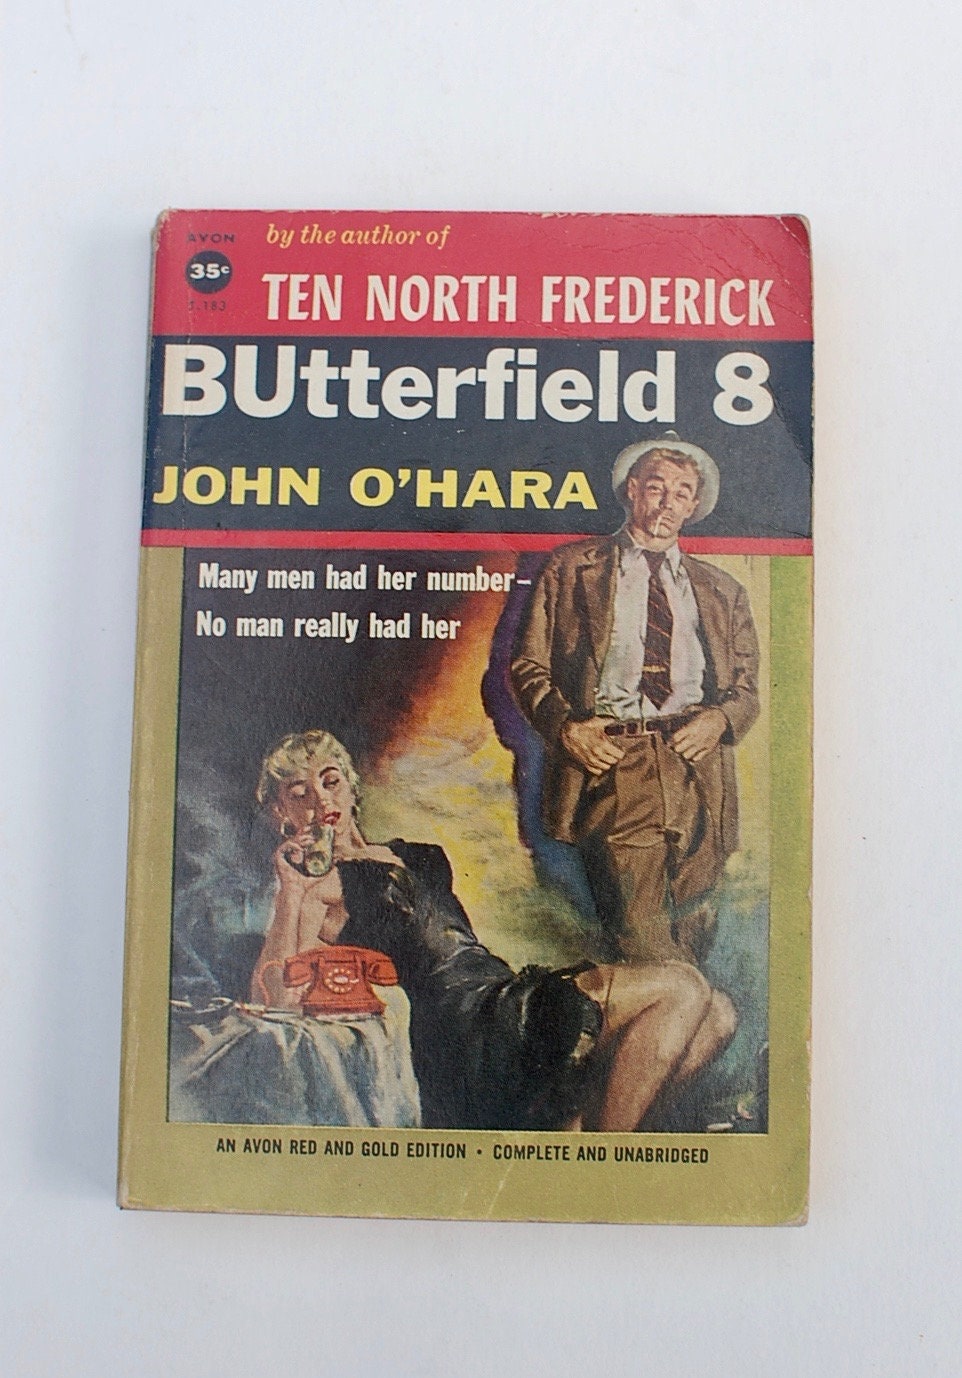 AVON
35c
by the author of
TEN NORTH FREDERICK
BUtterfield 8
JOHN O'HARA
Many men had her number–
No man really had her
AN AVON RED AND GOLD EDITION • COMPLETE AND UNABRIDGED